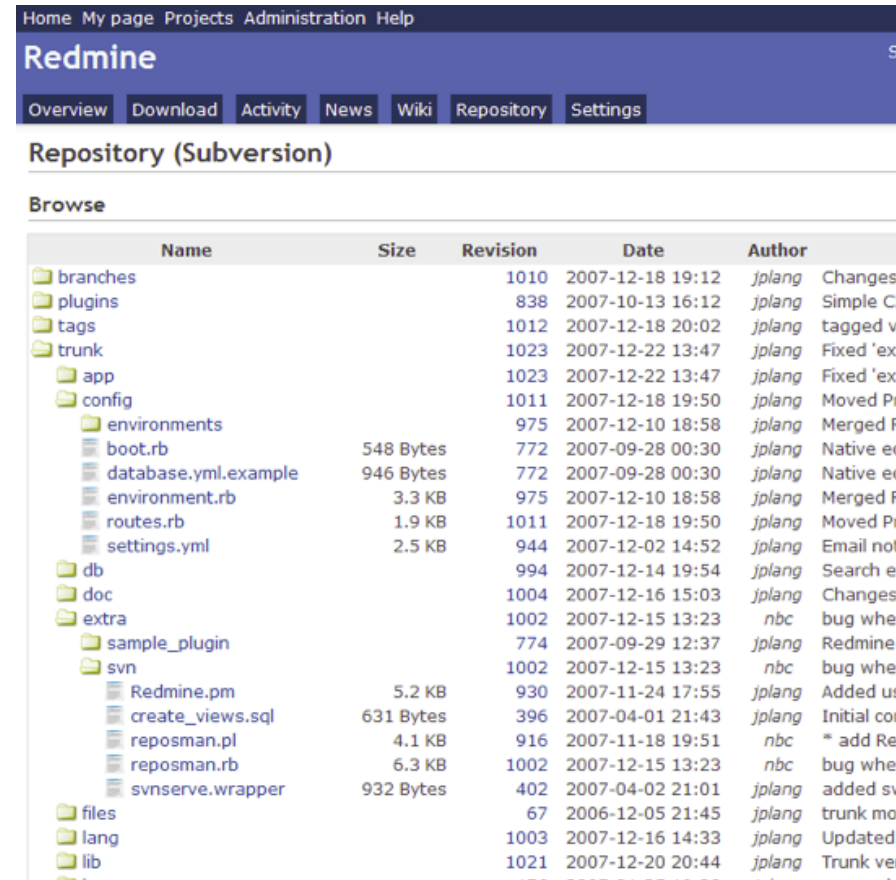 Home My page Projects Administration Help
Redmine
Overview Download Activity News Wiki Repository Settings
Repository (Subversion)
Browse
Name Size Revision Date Author
branches 1010 2007-12-18 19:12 jplang Changes
plugins 838 2007-10-13 16:12 jplang Simple
tags 1012 2007-12-18 20:02 jplang tagged
trunk 1023 2007-12-22 13:47 jplang Fixed
app 1023 2007-12-22 13:47 jplang Fixed
config 1011 2007-12-18 19:50 jplang Moved
environments 975 2007-12-10 18:58 jplang Merged
boot.rb 548 Bytes 772 2007-09-28 00:30 jplang Native
database.yml.example 946 Bytes 772 2007-09-28 00:30 jplang Native
environment.rb 3.3 KB 975 2007-12-10 18:58 jplang Merged
routes.rb 1.9 KB 1011 2007-12-18 19:50 jplang Moved
settings.yml 2.5 KB 944 2007-12-02 14:52 jplang Email
db 994 2007-12-14 19:54 jplang Search
doc 1004 2007-12-16 15:03 jplang Changes
extra 1002 2007-12-15 13:23 nbc bug
sample_plugin 774 2007-09-29 12:37 jplang Redmine
svn 1002 2007-12-15 13:23 nbc bug
Redmine.pm 5.2 KB 930 2007-11-24 17:55 jplang Added
create_views.sql 631 Bytes 396 2007-04-01 21:43 jplang Initial
reposman.pl 4.1 KB 916 2007-11-18 19:51 nbc * add
reposman.rb 6.3 KB 1002 2007-12-15 13:23 nbc bug
svnserve.wrapper 932 Bytes 402 2007-04-02 21:01 jplang added
files 67 2006-12-05 21:45 jplang trunk
lang 1003 2007-12-16 14:33 jplang Updated
lib 1021 2007-12-20 20:44 jplang Trunk